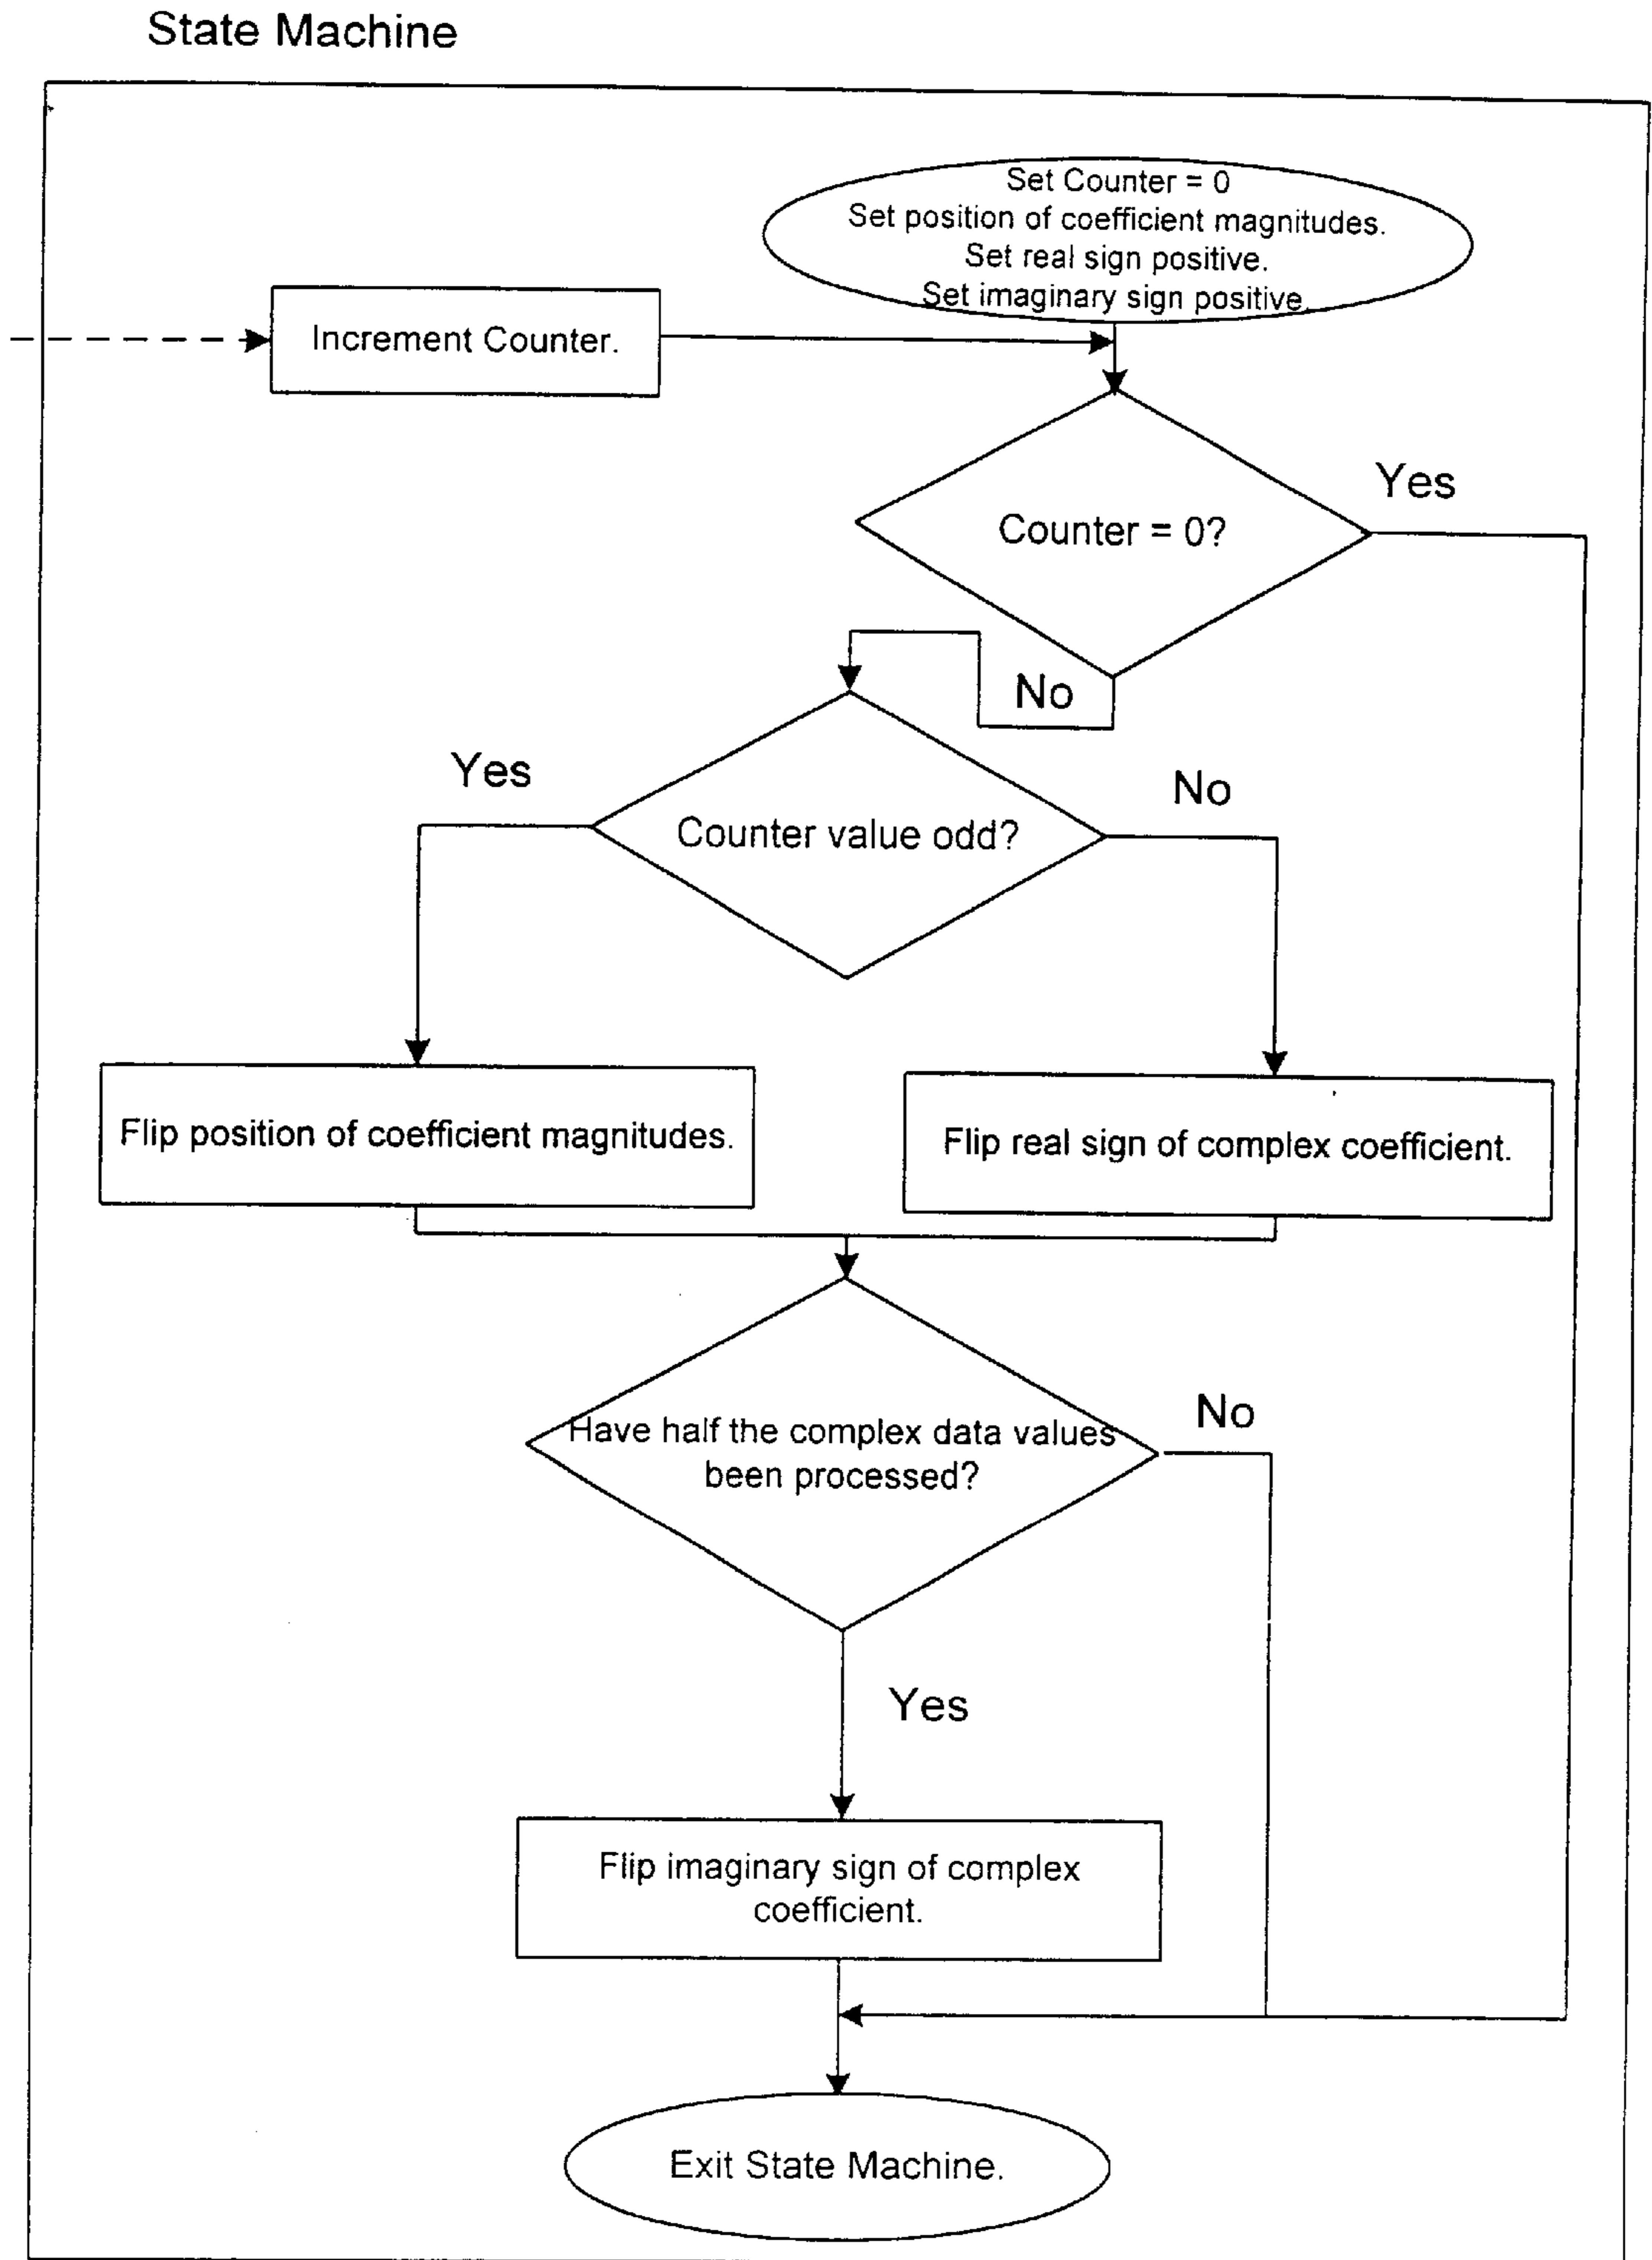 State Machine
Set Counter = 0
Set position of coefficient magnitudes.
Set real sign positive.
Set imaginary sign positive.
Increment Counter.
Counter = 0?
Yes
No
Yes
Counter value odd?
No
Flip position of coefficient magnitudes.
Flip real sign of complex coefficient.
Have half the complex data values
been processed?
No
Yes
Flip imaginary sign of complex
coefficient.
Exit State Machine.